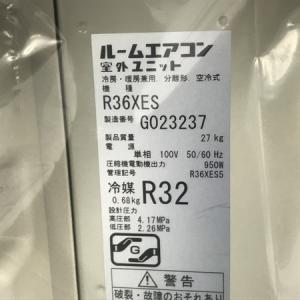 ルームエアコン
室外ユニット
冷房・暖房兼用, 分離形, 空冷式
機種
R36XES
製造番号 G023237
製品質量 27kg
電源
単相 100V 50/60Hz
圧縮機電動機出力 950W
管理記号 R36XES5
冷媒 R32
0.68kg
設計圧力
高圧部 4.17MPa
低圧部 2.26MPa
警告
破裂・故障のおそれあり